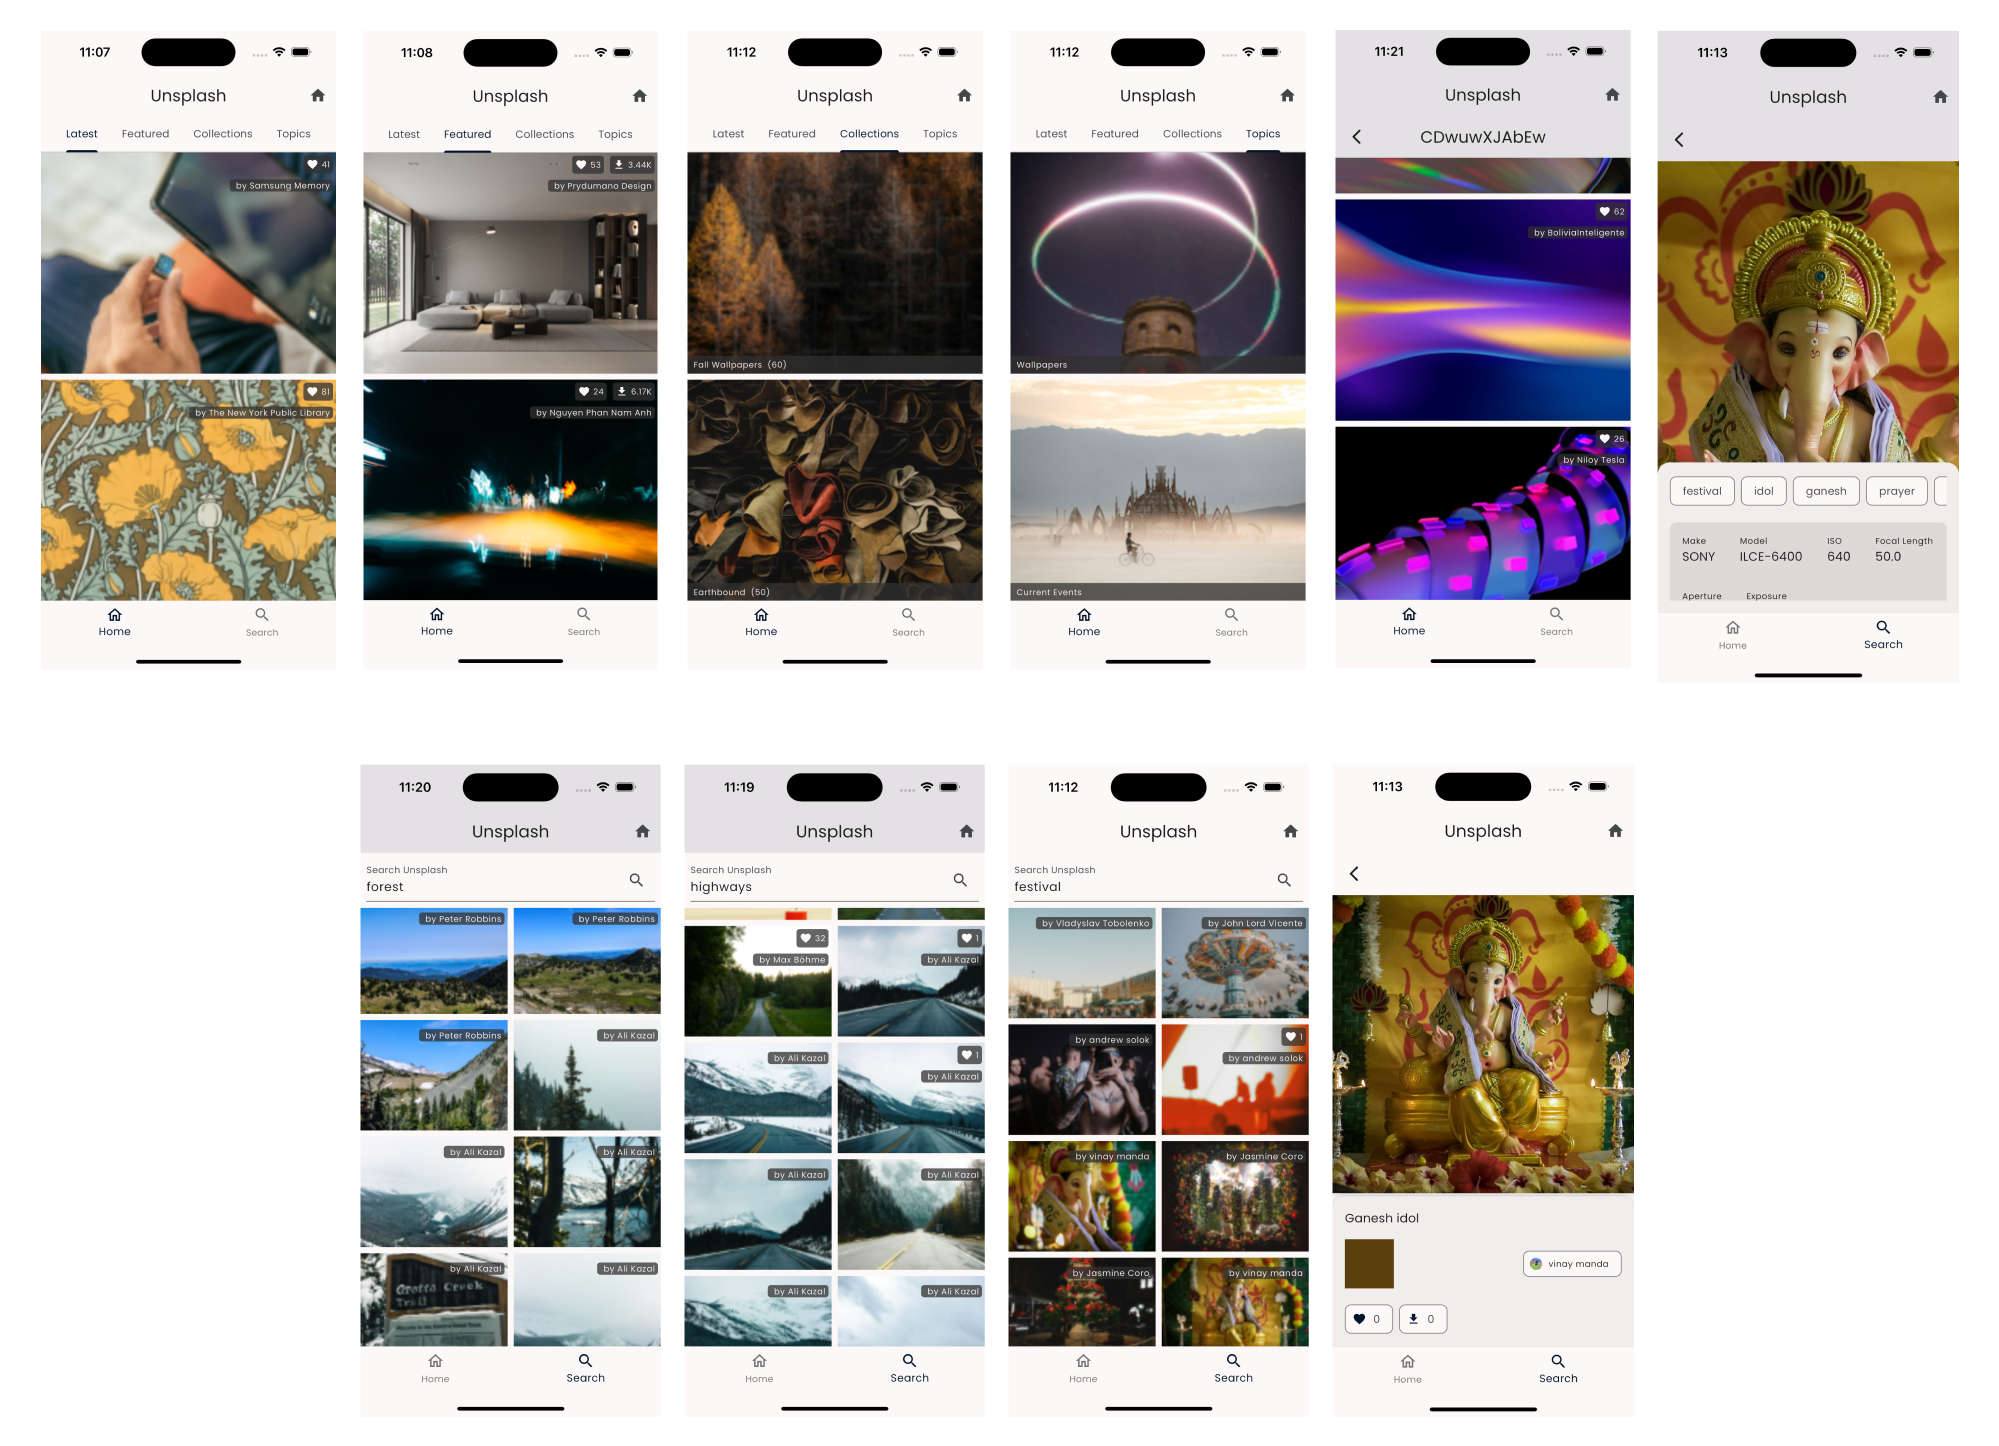 11:07
Unsplash
Latest Featured Collections Topics
41
by Samsung Memory
81
by The New York Public Library
Home Search
11:08
Unsplash
Latest Featured Collections Topics
53 3.44K
by Prydumano Design
24 6.17K
by Nguyen Phan Nam Anh
Home Search
11:12
Unsplash
Latest Featured Collections Topics
Fall Wallpapers (60)
Earthbound (50)
Home Search
11:12
Unsplash
Latest Featured Collections Topics
Wallpapers
Current Events
Home Search
11:21
Unsplash
CDwuwXJAbEw
62
by BoliviaInteligente
26
by Niloy Tesla
Home Search
11:13
Unsplash
festival idol ganesh prayer
Make Model ISO Focal Length
SONY ILCE-6400 640 50.0
Aperture Exposure
Home Search
11:20
Unsplash
Search Unsplash
forest
by Peter Robbins by Peter Robbins
by Peter Robbins by Ali Kazal
by Ali Kazal by Ali Kazal
by Ali Kazal by Ali Kazal
Grotto Creek
Trail
Home Search
11:19
Unsplash
Search Unsplash
highways
32 1
by Max Böhme by Ali Kazal
1
by Ali Kazal by Ali Kazal
by Ali Kazal by Ali Kazal
by Ali Kazal by Ali Kazal
Home Search
11:12
Unsplash
Search Unsplash
festival
by Vladyslav Tobolenko by John Lord Vicente
1
by andrew solok by andrew solok
by vinay manda by Jasmine Coro
by Jasmine Coro by vinay manda
Home Search
11:13
Unsplash
Ganesh idol
vinay manda
0 0
Home Search